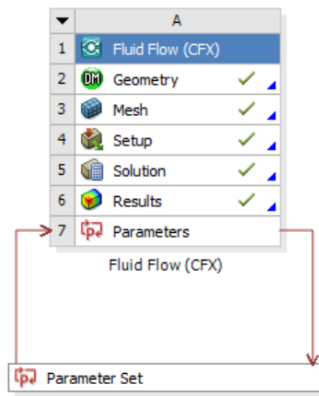 A
1 Fluid Flow (CFX)
2 DM Geometry
3 Mesh
4 Setup
5 Solution
6 Results
7 Parameters
Fluid Flow (CFX)
Parameter Set